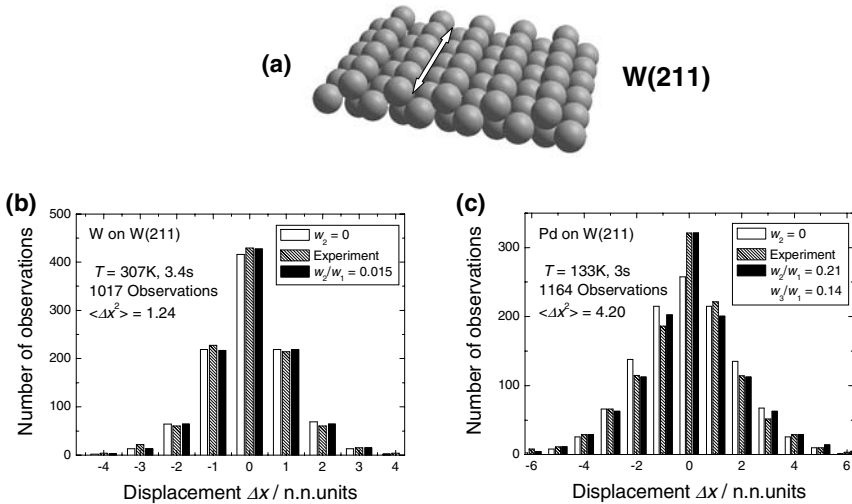 (a)
W(211)
(b)
Number of observations
500
400
300
200
100
0
W on W(211)
T = 307K, 3.4s
1017 Observations
<Δx²> = 1.24
w₂ = 0
Experiment
w₂/w₁ = 0.015
-4 -3 -2 -1 0 1 2 3 4
Displacement Δx / n.n.units
(c)
Number of observations
300
200
100
0
Pd on W(211)
T = 133K, 3s
1164 Observations
<Δx²> = 4.20
w₂ = 0
Experiment
w₂/w₁ = 0.21
w₃/w₁ = 0.14
-6 -4 -2 0 2 4 6
Displacement Δx / n.n.units